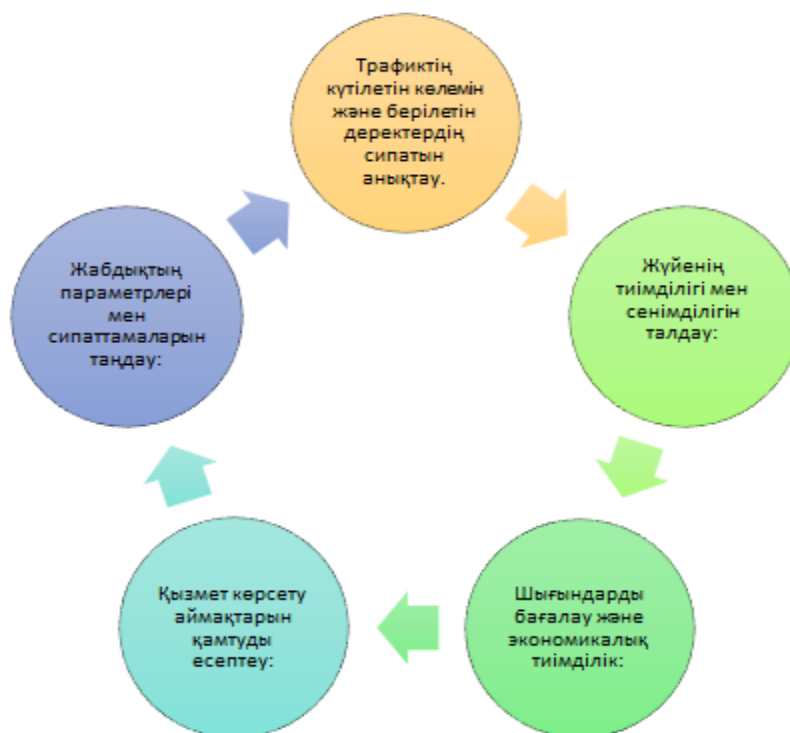 Трафиктің
күтілетін көлемін
және берілетін
деректердің
сипатын
анықтау.
Жүйенің
тиімділігі мен
сенімділігін
талдау:
Шығындарды
бағалау және
экономикалық
тиімділік:
Қызмет көрсету
аймақтарын
қамтуды
есептеу:
Жабдықтың
параметрлері
мен
сипаттамаларын
таңдау: